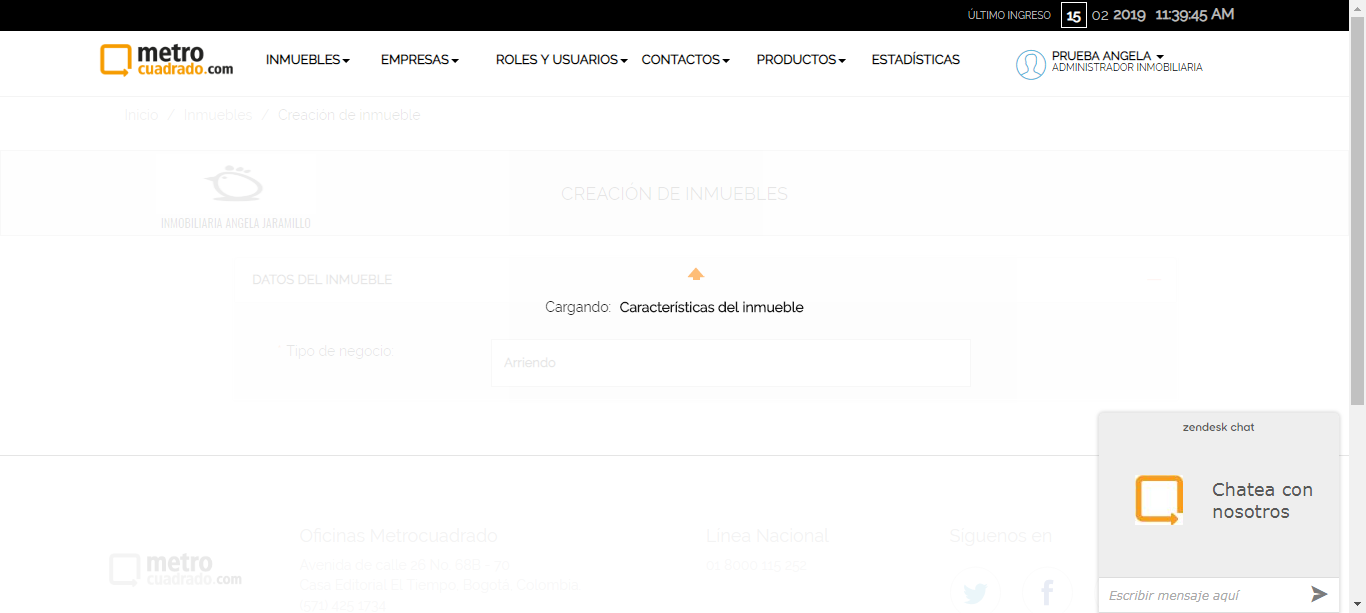 ÚLTIMO INGRESO 15 02 2019 11:39:45 AM
metro
cuadrado.com
INMUEBLES EMPRESAS ROLES Y USUARIOS CONTACTOS PRODUCTOS ESTADÍSTICAS
PRUEBA ANGELA
ADMINISTRADOR INMOBILIARIA
Inicio / Inmuebles / Creación de inmueble
CREACIÓN DE INMUEBLES
INMOBILIARIA ANGELA JARAMILLO
DATOS DEL INMUEBLE
Cargando: Características del inmueble
* Tipo de negocio:
Arriendo
zendesk chat
Chatea con
nosotros
Escribir mensaje aquí
Oficinas Metrocuadrado
Avenida de calle 26 No. 68B - 70
Casa Editorial El Tiempo. Bogotá, Colombia.
(571) 425 1234
Línea Nacional
01 8000 115 252
Síguenos en
metro
cuadrado.com